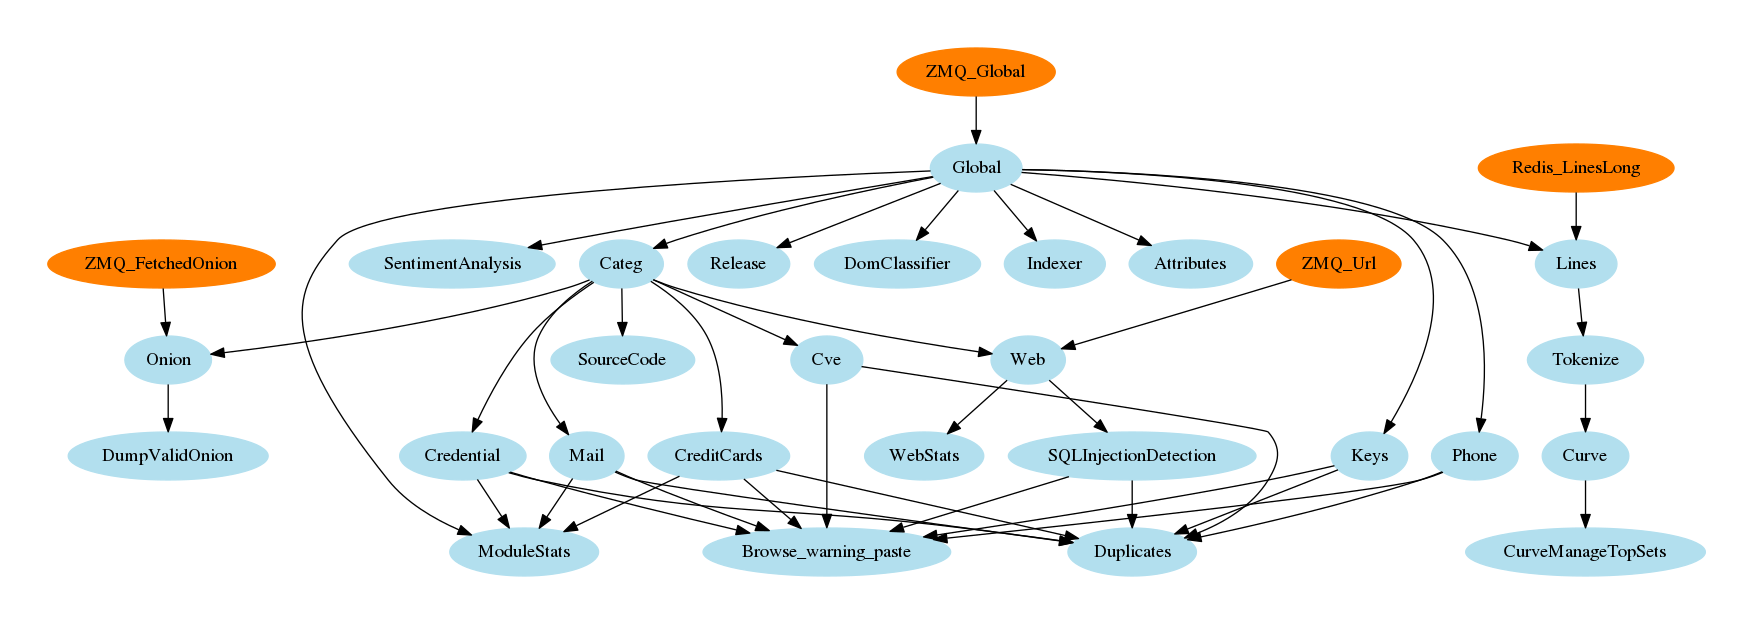 ZMQ_Global
Global
Redis_LinesLong
ZMQ_FetchedOnion
SentimentAnalysis
Categ
Release
DomClassifier
Indexer
Attributes
ZMQ_Url
Lines
Onion
SourceCode
Cve
Web
Tokenize
DumpValidOnion
Credential
Mail
CreditCards
WebStats
SQLInjectionDetection
Keys
Phone
Curve
ModuleStats
Browse_warning_paste
Duplicates
CurveManageTopSets